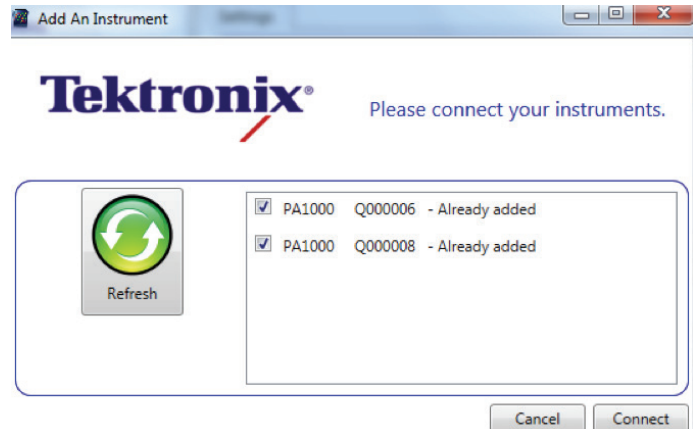 Add An Instrument
Settings
Tektronix®
Please connect your instruments.
PA1000 Q000006 - Already added
PA1000 Q000008 - Already added
Refresh
Cancel
Connect